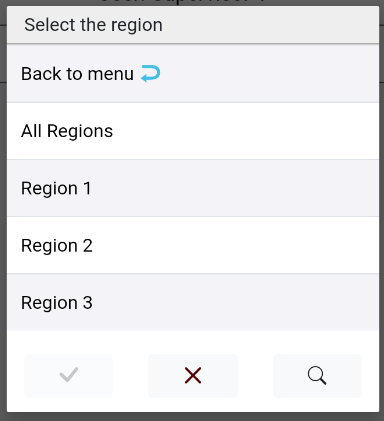 Select the region
Back to menu
All Regions
Region 1
Region 2
Region 3